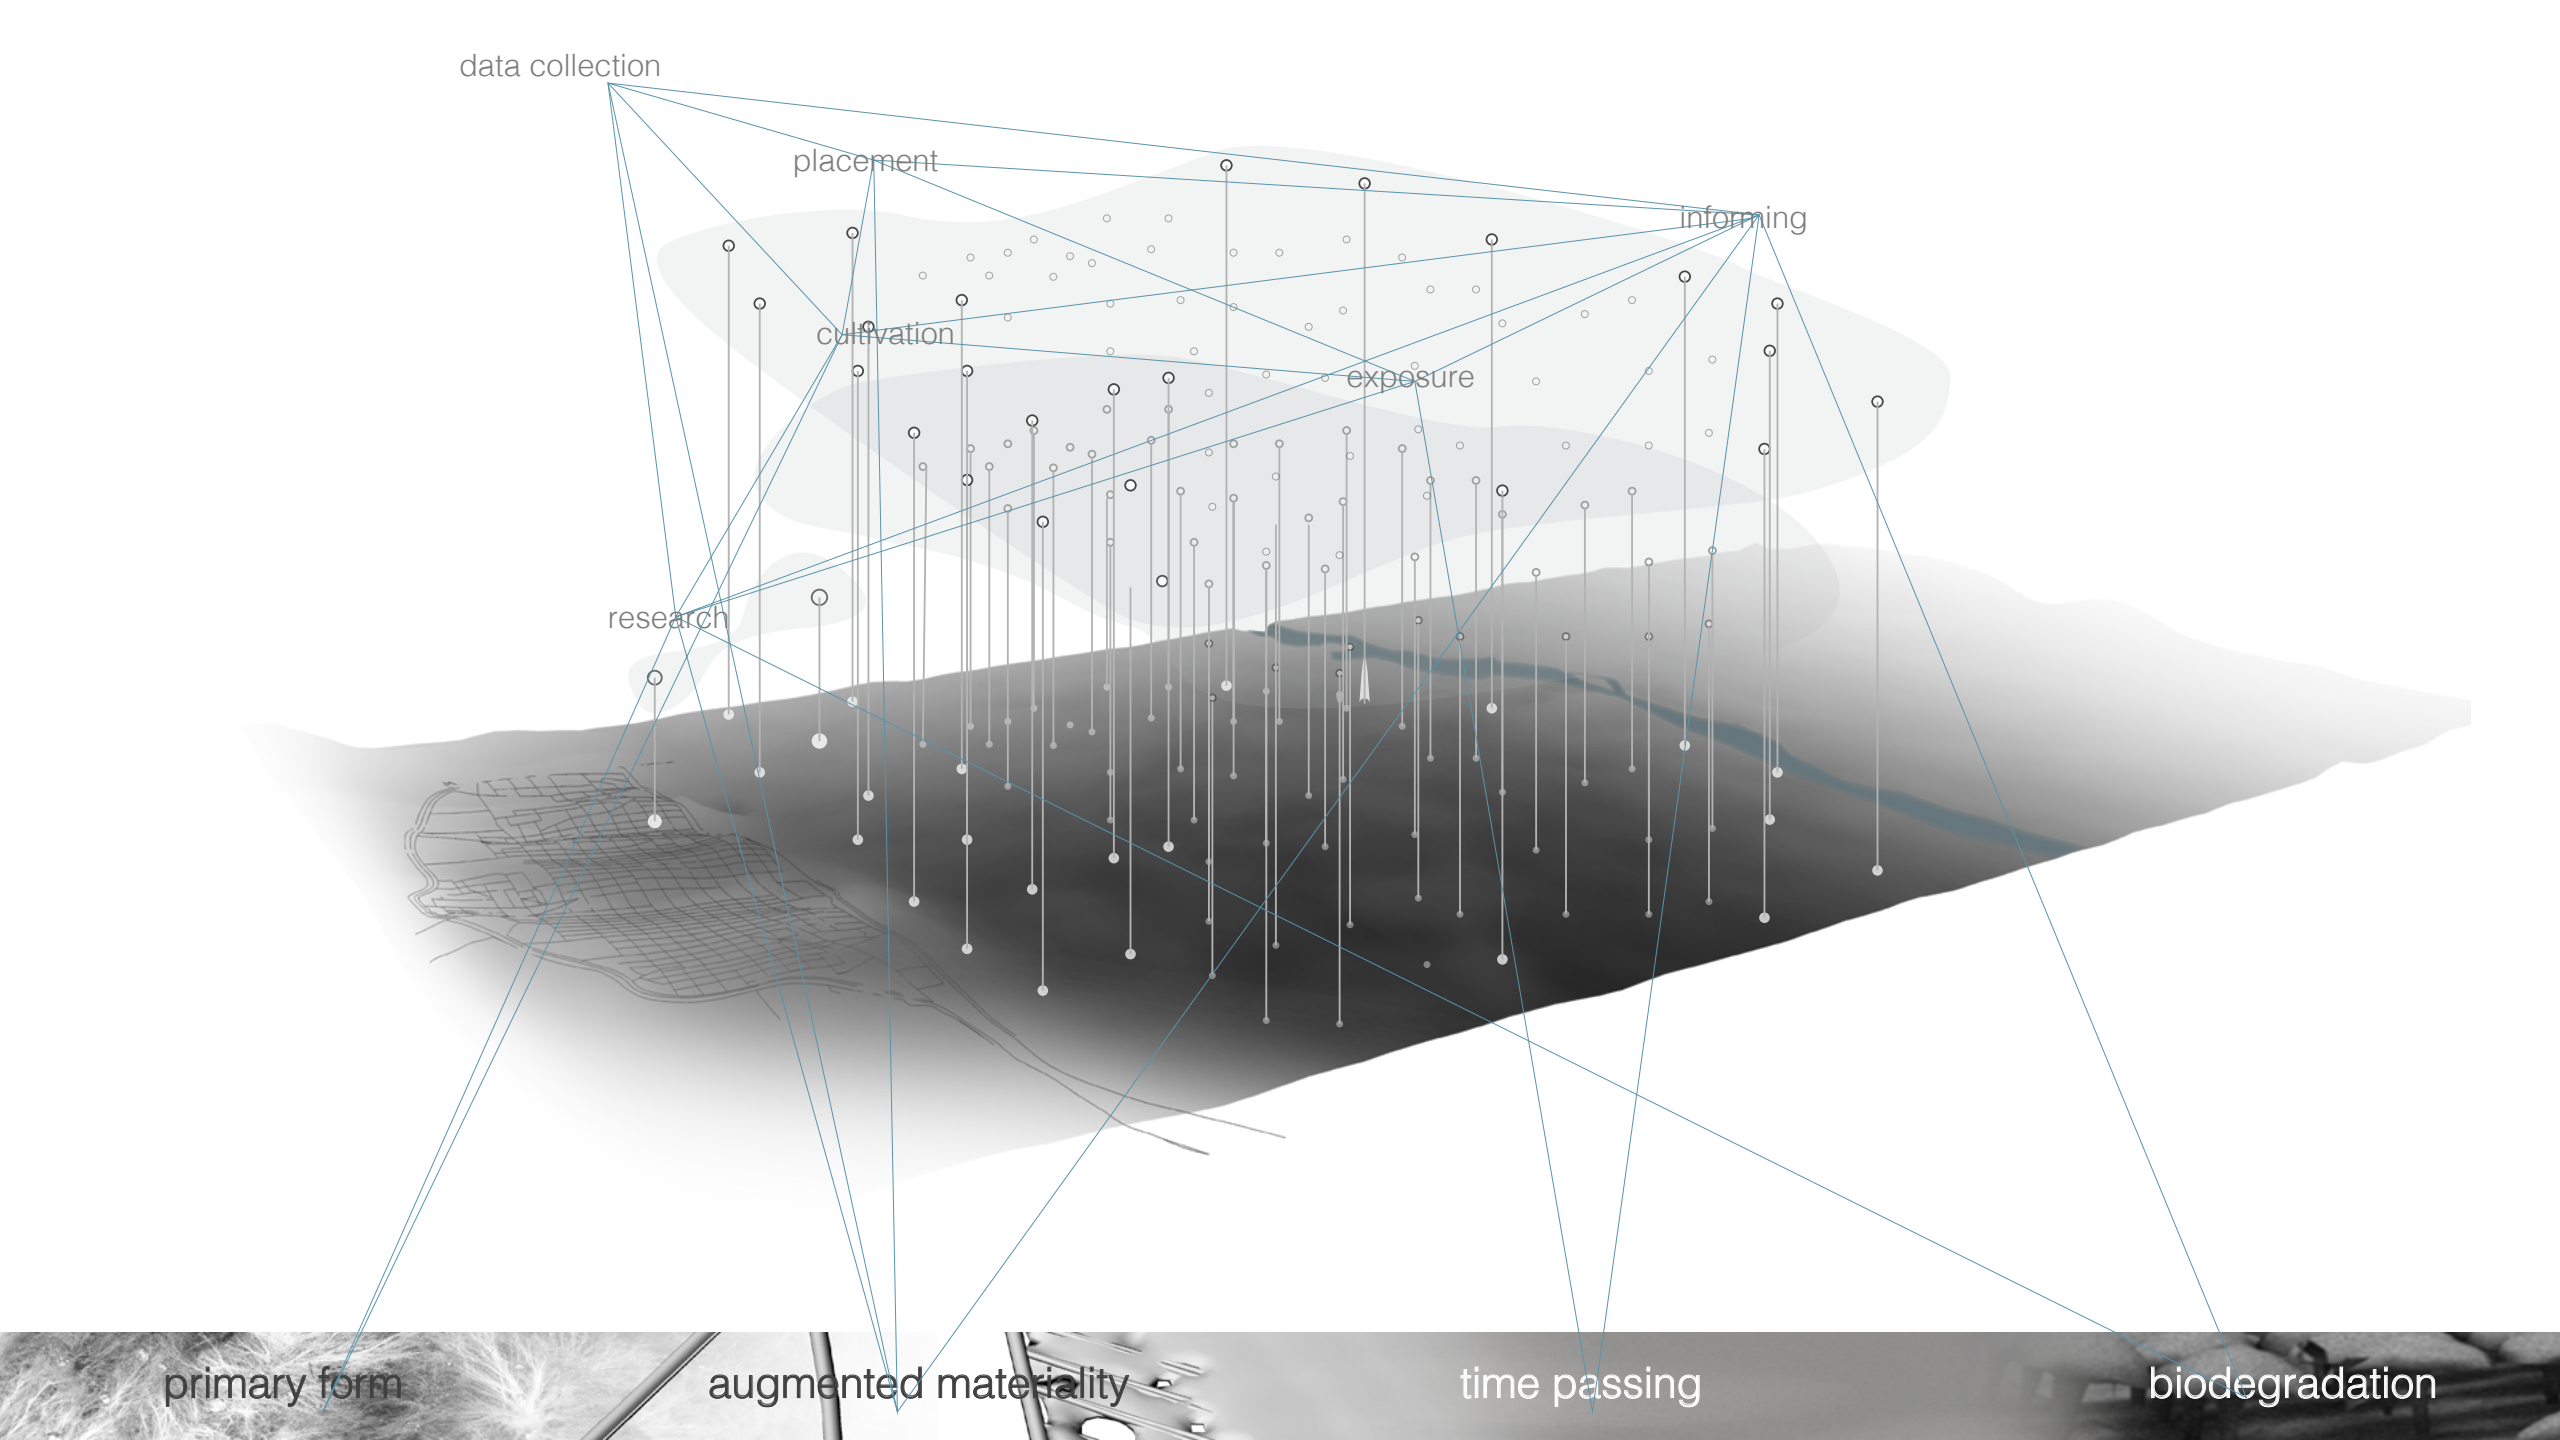 data collection
placement
informing
cultivation
exposure
research
primary form
augmented materiality
time passing
biodegradation